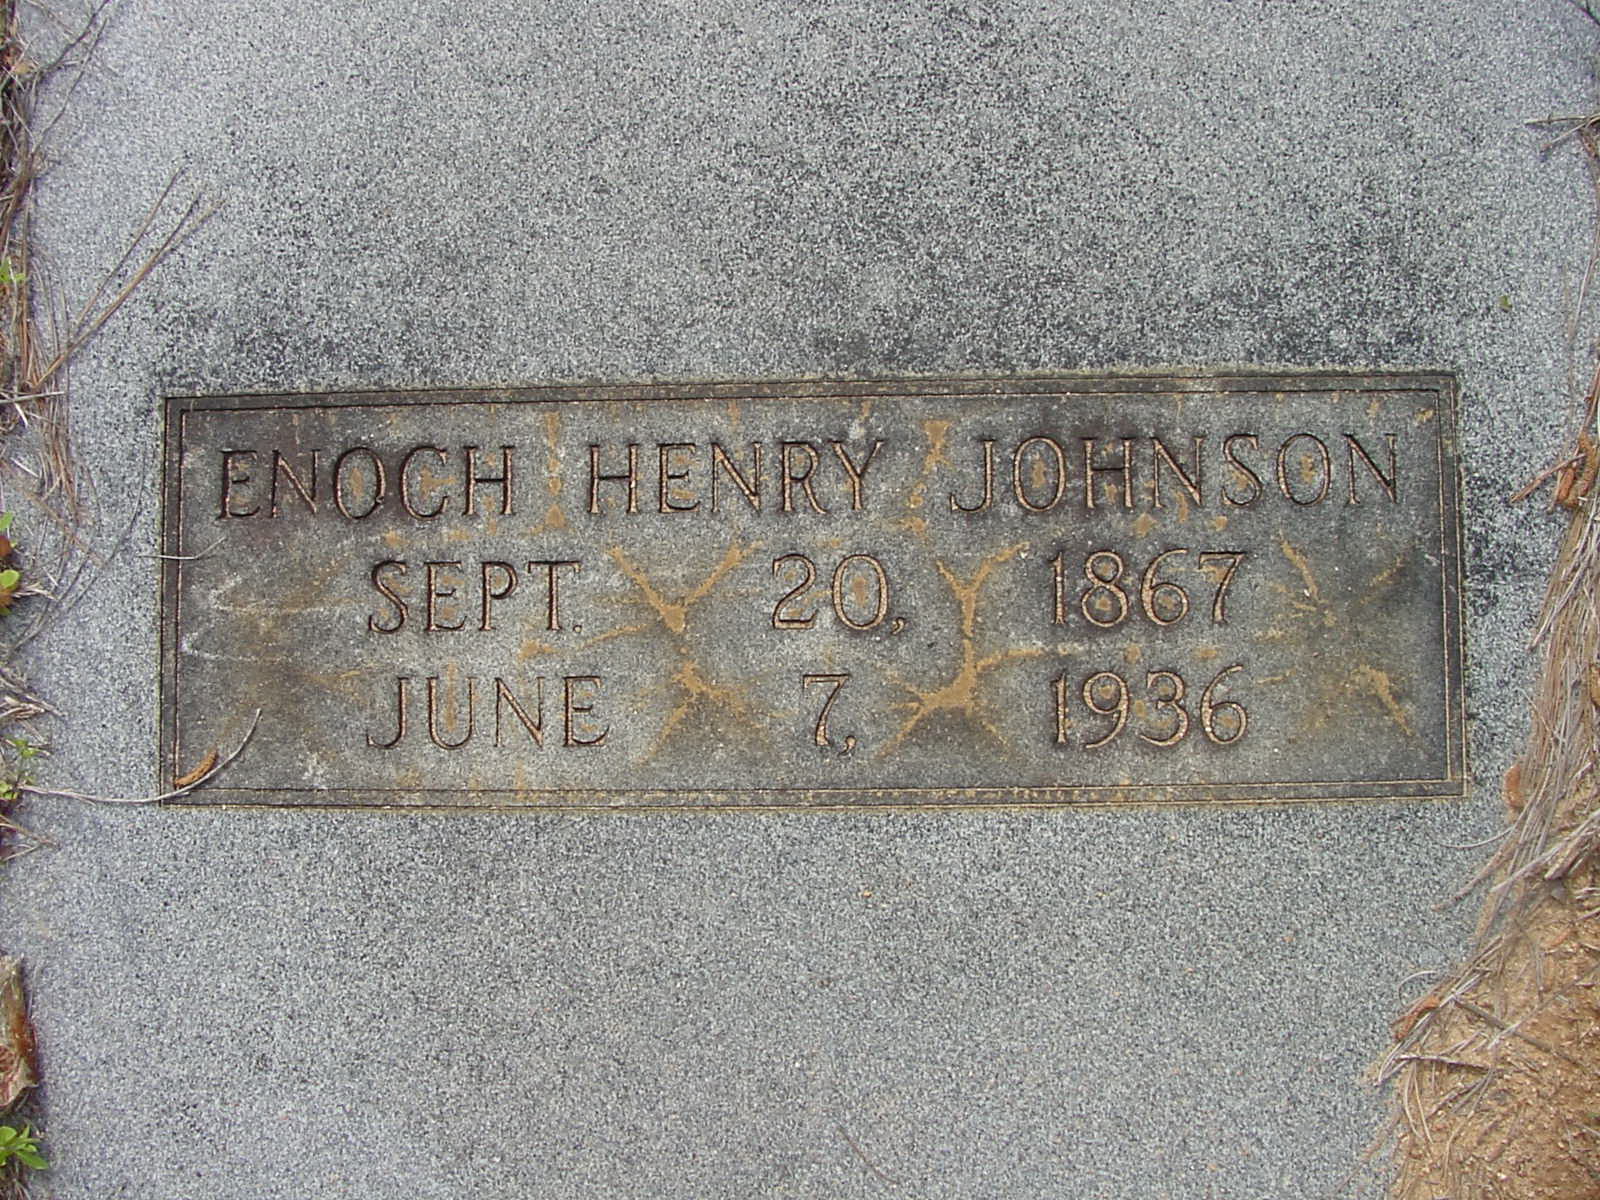 ENOCH HENRY JOHNSON
SEPT. 20, 1867
JUNE 7, 1936